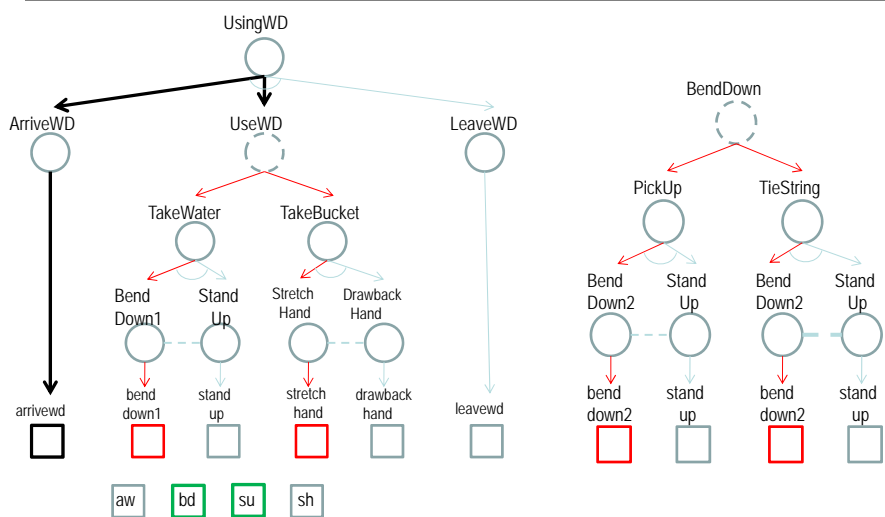 UsingWD
ArriveWD
UseWD
LeaveWD
TakeWater
TakeBucket
Bend
Down1
Stand
Up
Stretch
Hand
Drawback
Hand
arrivewd
bend
down1
stand
up
stretch
hand
drawback
hand
leavewd
aw
bd
su
sh
BendDown
PickUp
TieString
Bend
Down2
Stand
Up
Bend
Down2
Stand
Up
bend
down2
stand
up
bend
down2
stand
up